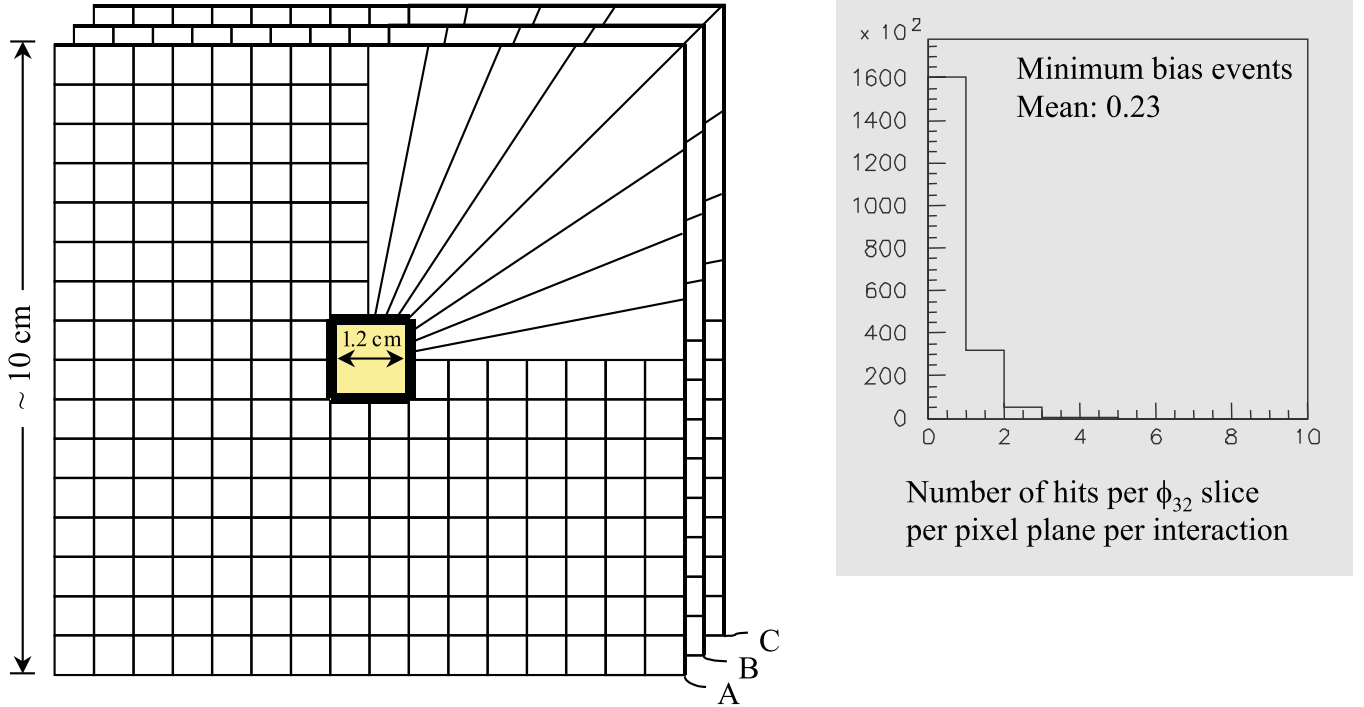 ~ 10 cm
1.2 cm
C
B
A
x 10²
1600
1400
1200
1000
800
600
400
200
0
0 2 4 6 8 10
Minimum bias events
Mean: 0.23
Number of hits per ϕ₃₂ slice
per pixel plane per interaction